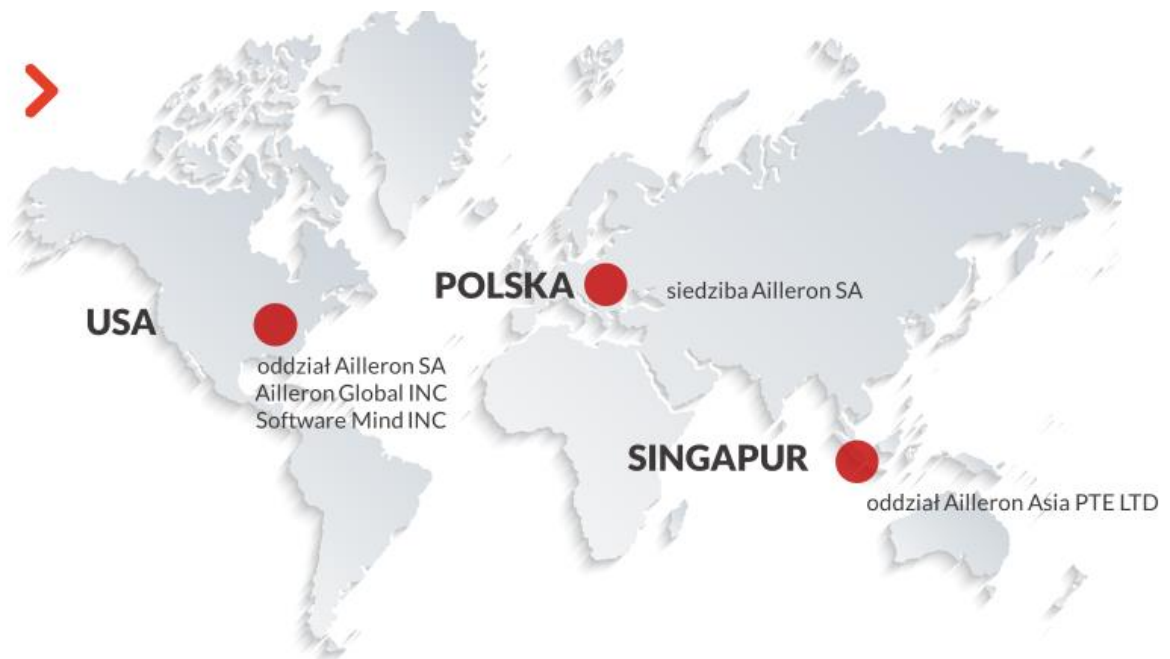 POLSKA
siedziba Ailleron SA
USA
oddział Ailleron SA
Ailleron Global INC
Software Mind INC
SINGAPUR
oddział Ailleron Asia PTE LTD